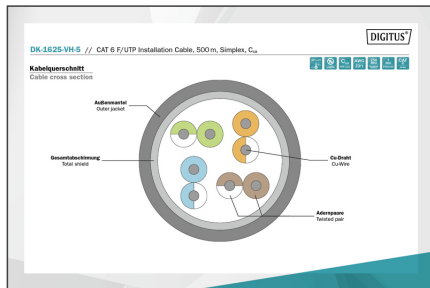 DIGITUS®
DK-1625-VH-5 // CAT 6 F/UTP Installation Cable, 500 m, Simplex, Cca
Kabelquerschnitt
Cable cross section
Außenmantel
Outer jacket
Gesamtabschirmung
Total shield
Cu-Draht
Cu-Wire
Adernpaare
Twisted pair